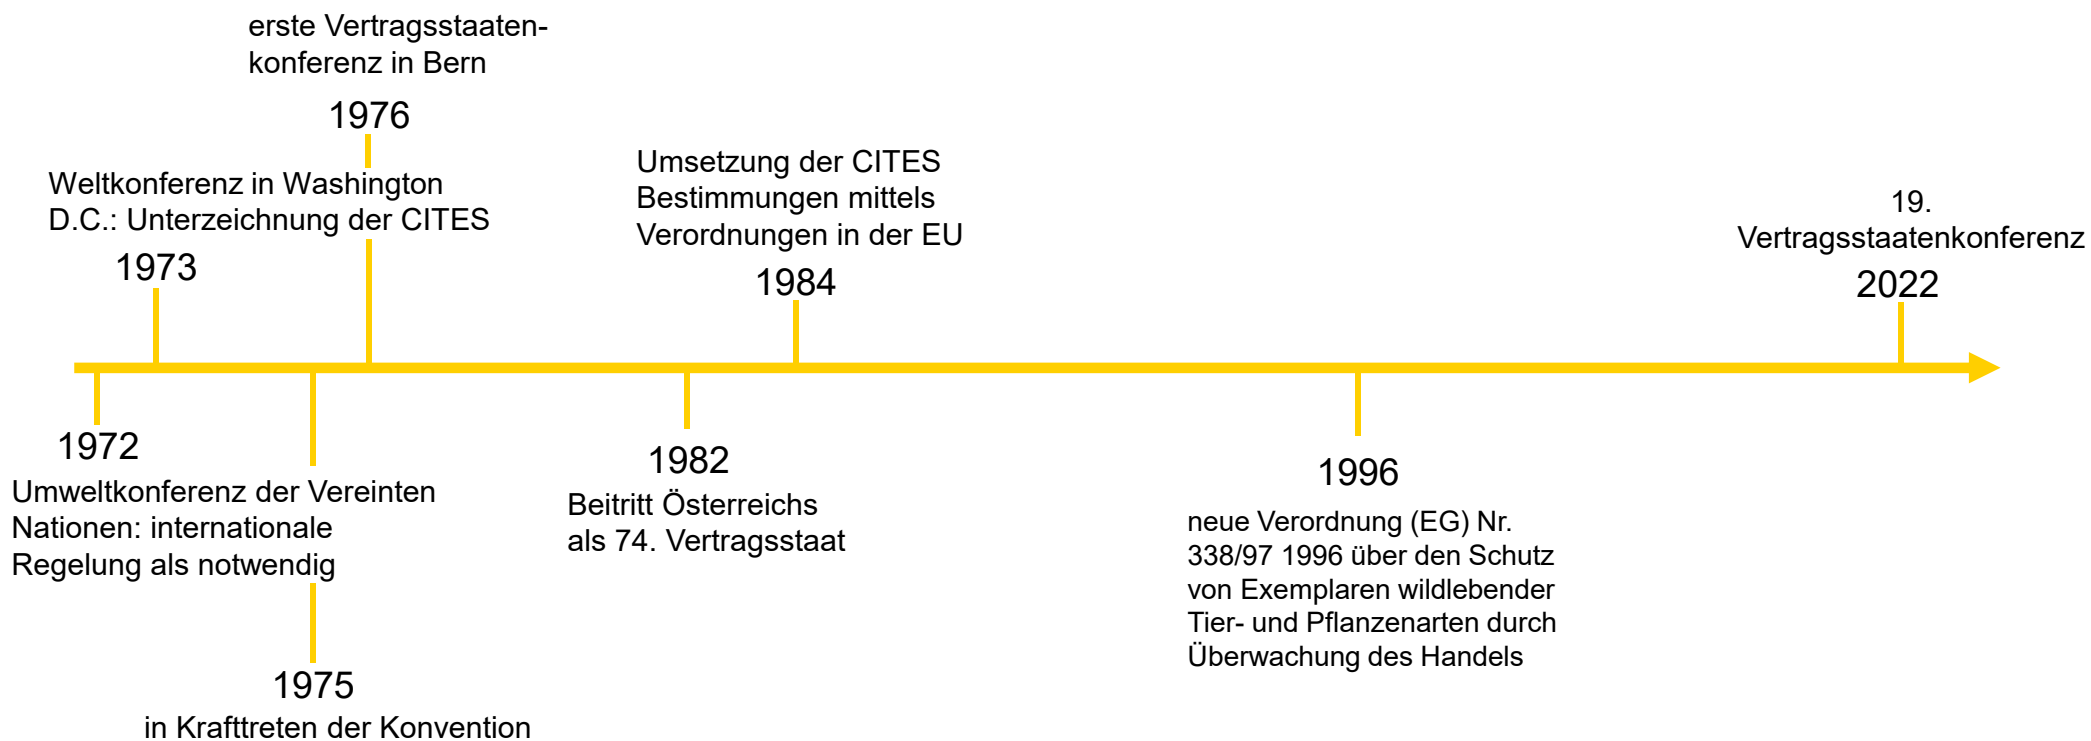 erste Vertragsstaaten-
konferenz in Bern
1976
Weltkonferenz in Washington
D.C.: Unterzeichnung der CITES
1973
Umsetzung der CITES
Bestimmungen mittels
Verordnungen in der EU
1984
19.
Vertragsstaatenkonferenz
2022
1972
Umweltkonferenz der Vereinten
Nationen: internationale
Regelung als notwendig
1975
in Krafttreten der Konvention
1982
Beitritt Österreichs
als 74. Vertragsstaat
1996
neue Verordnung (EG) Nr.
338/97 1996 über den Schutz
von Exemplaren wildlebender
Tier- und Pflanzenarten durch
Überwachung des Handels